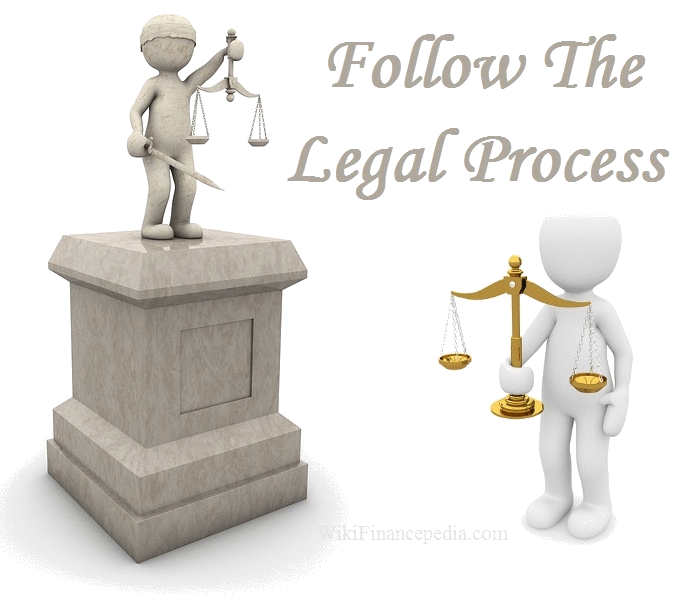 Follow The
Legal Process
WikiFinancepedia.com